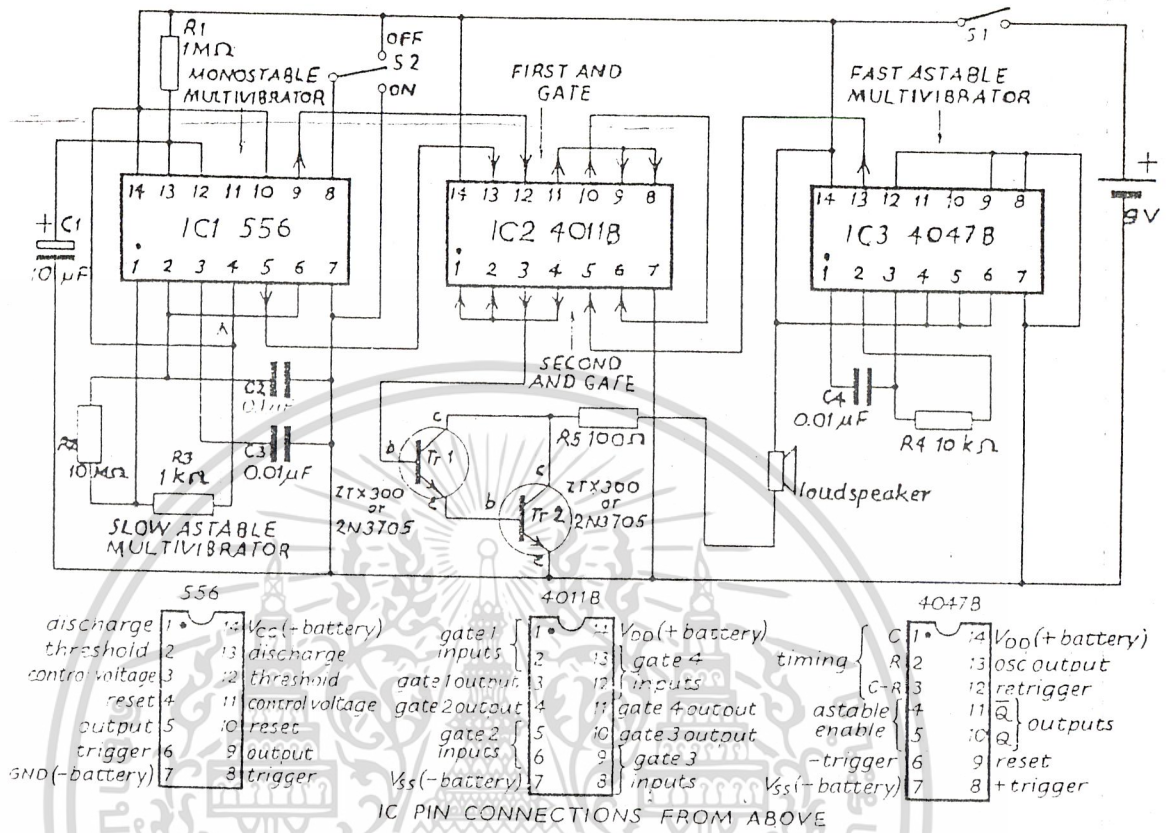 R1
1MΩ
MONOSTABLE
MULTIVIBRATOR
OFF
S2
ON
FIRST AND
GATE
FAST ASTABLE
MULTIVIBRATOR
S1
+
9V
+
C1
10 µF
14 13 12 11 10 9 8
IC1 556
1 2 3 4 5 6 7
14 13 12 11 10 9 8
IC2 4011B
1 2 3 4 5 6 7
14 13 12 11 10 9 8
IC3 4047B
1 2 3 4 5 6 7
SECOND
AND GATE
C2
C3
0.01µF
R3
1 kΩ
SLOW ASTABLE
MULTIVIBRATOR
b
c
Tr1
e
ZTX300
or
2N3705
b
c
Tr2
e
ZTX300
or
2N3705
R5 100Ω
C4
0.01µF
R4 10 kΩ
loudspeaker
556
discharge 1 14 VCC (+battery)
threshold 2 13 discharge
control voltage 3 12 threshold
reset 4 11 control voltage
output 5 10 reset
trigger 6 9 output
GND (-battery) 7 8 trigger
4011B
gate 1 inputs 1 14 VDD (+battery)
2 13 gate 4
gate 1 output 3 12 inputs
gate 2 output 4 11 gate 4 output
gate 2 inputs 5 10 gate 3 output
6 9 gate 3
VSS (-battery) 7 8 inputs
4047B
timing C 1 14 VDD (+battery)
R 2 13 osc output
C-R 3 12 retrigger
astable enable 4 11 Q̅ outputs
5 10 Q
-trigger 6 9 reset
VSS (-battery) 7 8 +trigger
IC PIN CONNECTIONS FROM ABOVE